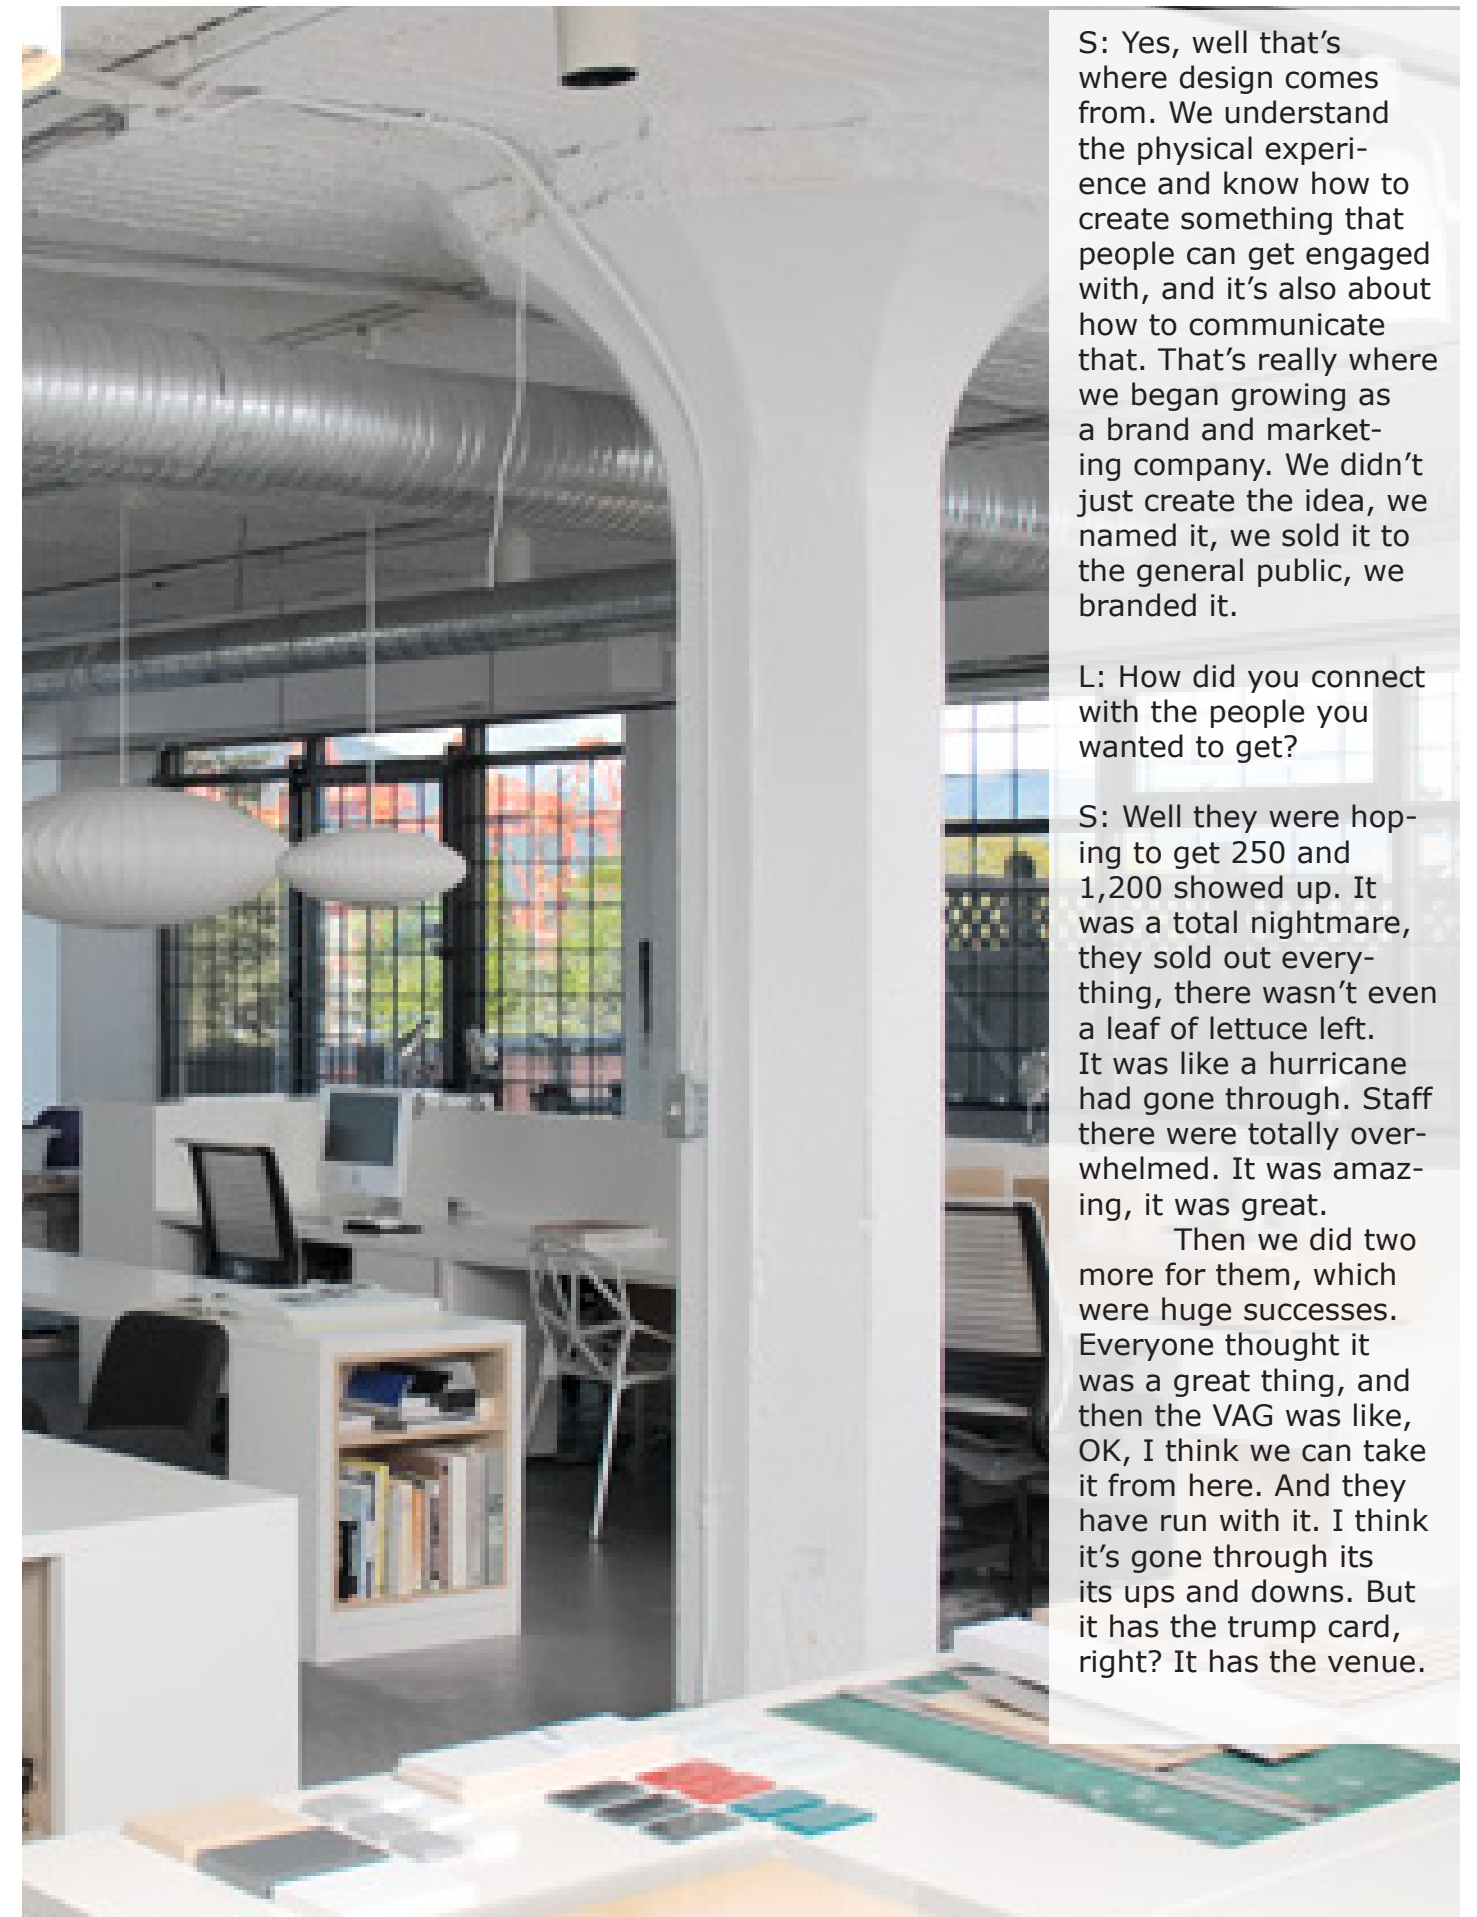 S: Yes, well that’s
where design comes
from. We understand
the physical experi-
ence and know how to
create something that
people can get engaged
with, and it’s also about
how to communicate
that. That’s really where
we began growing as
a brand and market-
ing company. We didn’t
just create the idea, we
named it, we sold it to
the general public, we
branded it.
L: How did you connect
with the people you
wanted to get?
S: Well they were hop-
ing to get 250 and
1,200 showed up. It
was a total nightmare,
they sold out every-
thing, there wasn’t even
a leaf of lettuce left.
It was like a hurricane
had gone through. Staff
there were totally over-
whelmed. It was amaz-
ing, it was great.
Then we did two
more for them, which
were huge successes.
Everyone thought it
was a great thing, and
then the VAG was like,
OK, I think we can take
it from here. And they
have run with it. I think
it’s gone through its
its ups and downs. But
it has the trump card,
right? It has the venue.